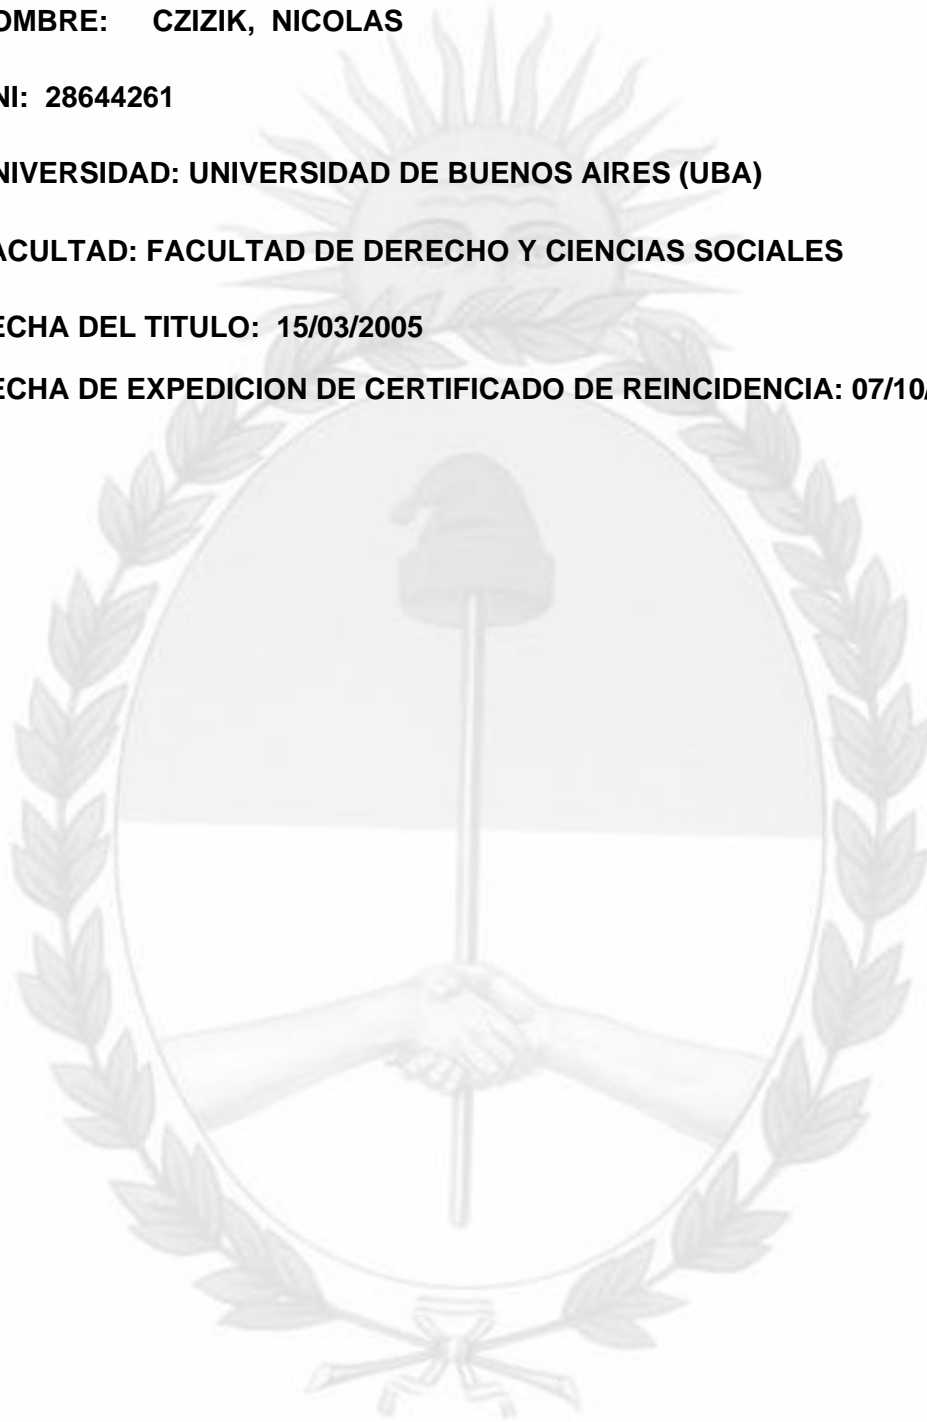 OMBRE: CZIZIK, NICOLAS
NI: 28644261
NIVERSIDAD: UNIVERSIDAD DE BUENOS AIRES (UBA)
ACULTAD: FACULTAD DE DERECHO Y CIENCIAS SOCIALES
ECHA DEL TITULO: 15/03/2005
ECHA DE EXPEDICION DE CERTIFICADO DE REINCIDENCIA: 07/10/